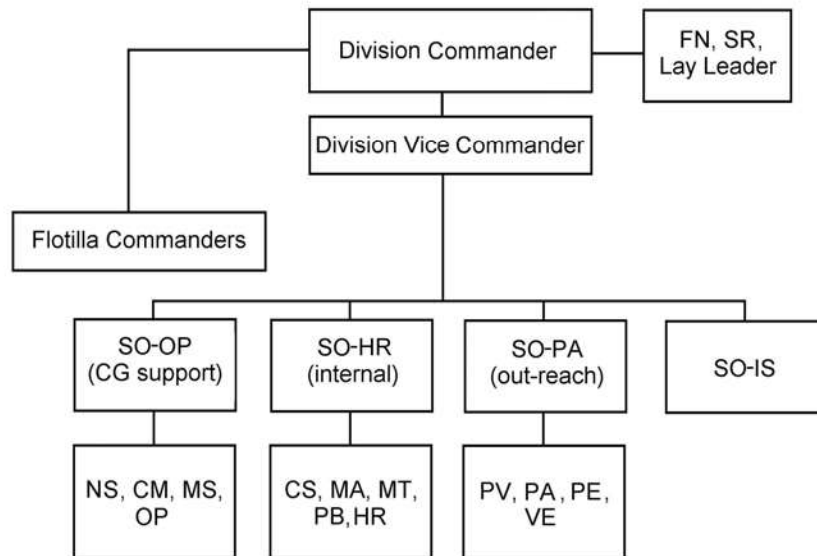 Division Commander
FN, SR,
Lay Leader
Division Vice Commander
Flotilla Commanders
SO-OP
(CG support)
SO-HR
(internal)
SO-PA
(out-reach)
SO-IS
NS, CM, MS,
OP
CS, MA, MT,
PB,HR
PV, PA, PE,
VE